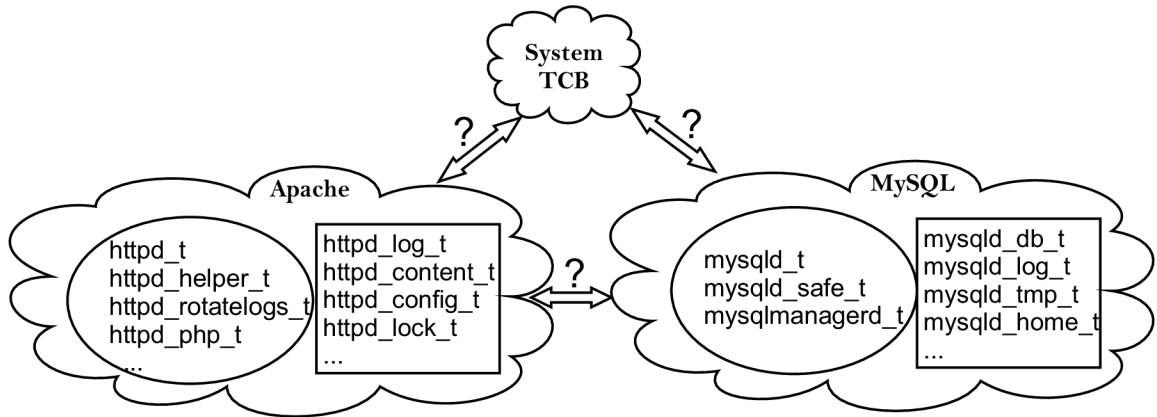 System
TCB
?
?
Apache
httpd_t
httpd_helper_t
httpd_rotatelogs_t
httpd_php_t
...
httpd_log_t
httpd_content_t
httpd_config_t
httpd_lock_t
...
?
MySQL
mysqld_t
mysqld_safe_t
mysqlmanagerd_t
mysqld_db_t
mysqld_log_t
mysqld_tmp_t
mysqld_home_t
...